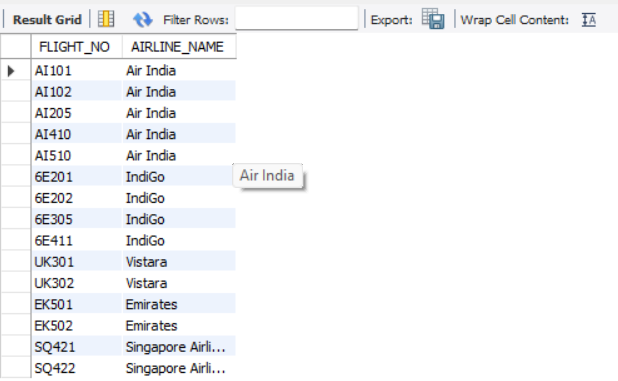 Result Grid Filter Rows: Export: Wrap Cell Content: IA
FLIGHT_NO AIRLINE_NAME
AI101 Air India
AI102 Air India
AI205 Air India
AI410 Air India
AI510 Air India
6E201 IndiGo
Air India
6E202 IndiGo
6E305 IndiGo
6E411 IndiGo
UK301 Vistara
UK302 Vistara
EK501 Emirates
EK502 Emirates
SQ421 Singapore Airli...
SQ422 Singapore Airli...